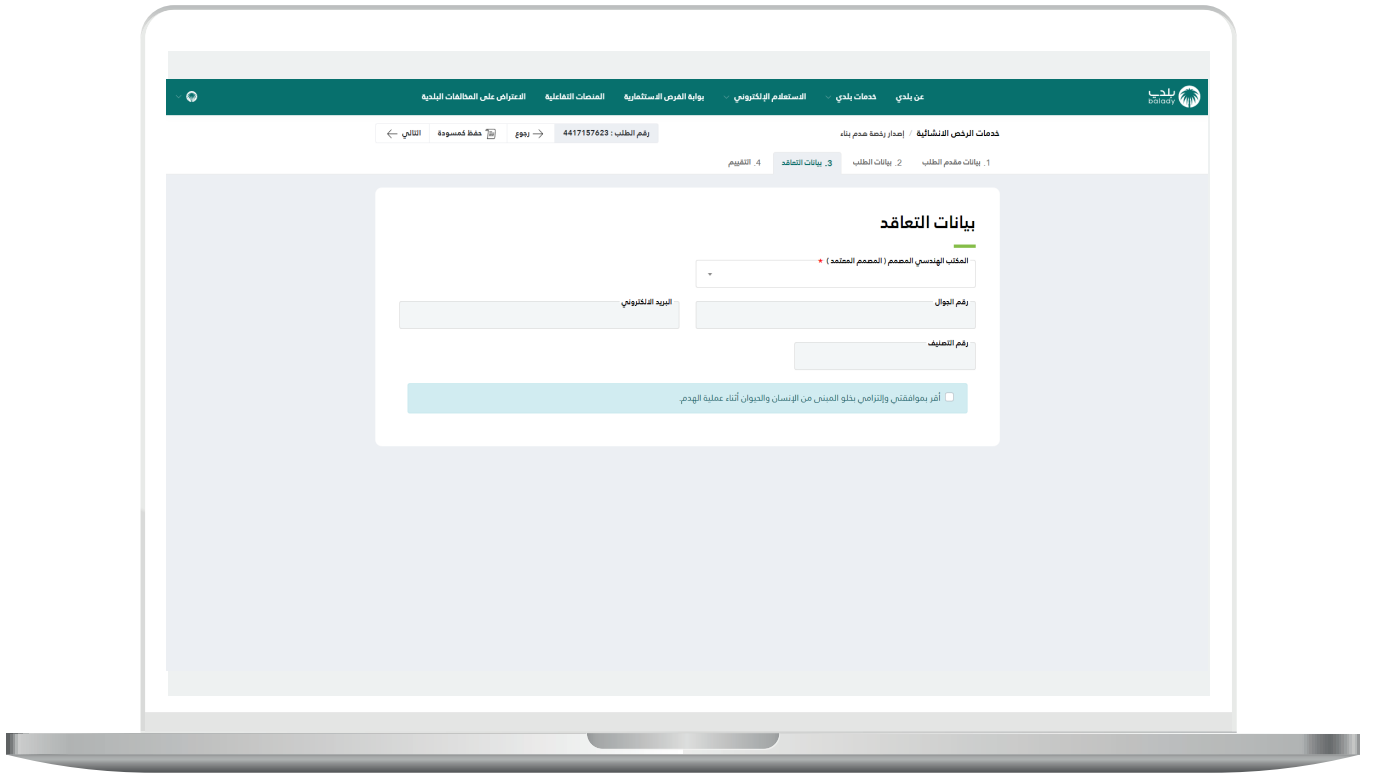 بلدي
balady
عن بلدي خدمات بلدي الاستعلام الإلكتروني بوابة الفرص الاستثمارية المنصات التفاعلية الاعتراض على المخالفات البلدية
خدمات الرخص الانشائية / إصدار رخصة هدم بناء
رقم الطلب : 4417157623 رجوع حفظ كمسودة التالي
1. بيانات مقدم الطلب 2. بيانات الطلب 3. بيانات التعاقد 4. التقييم
بيانات التعاقد
المكتب الهندسي المصمم ( المصمم المعتمد ) *
رقم الجوال البريد الالكتروني
رقم التصنيف
أقر بموافقتي وإلتزامي بخلو المبنى من الإنسان والحيوان أثناء عملية الهدم.